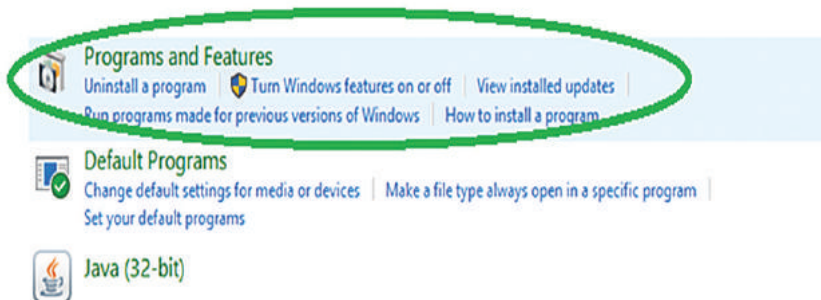 Programs and Features
Uninstall a program Turn Windows features on or off View installed updates
Run programs made for previous versions of Windows How to install a program
Default Programs
Change default settings for media or devices Make a file type always open in a specific program
Set your default programs
Java (32-bit)